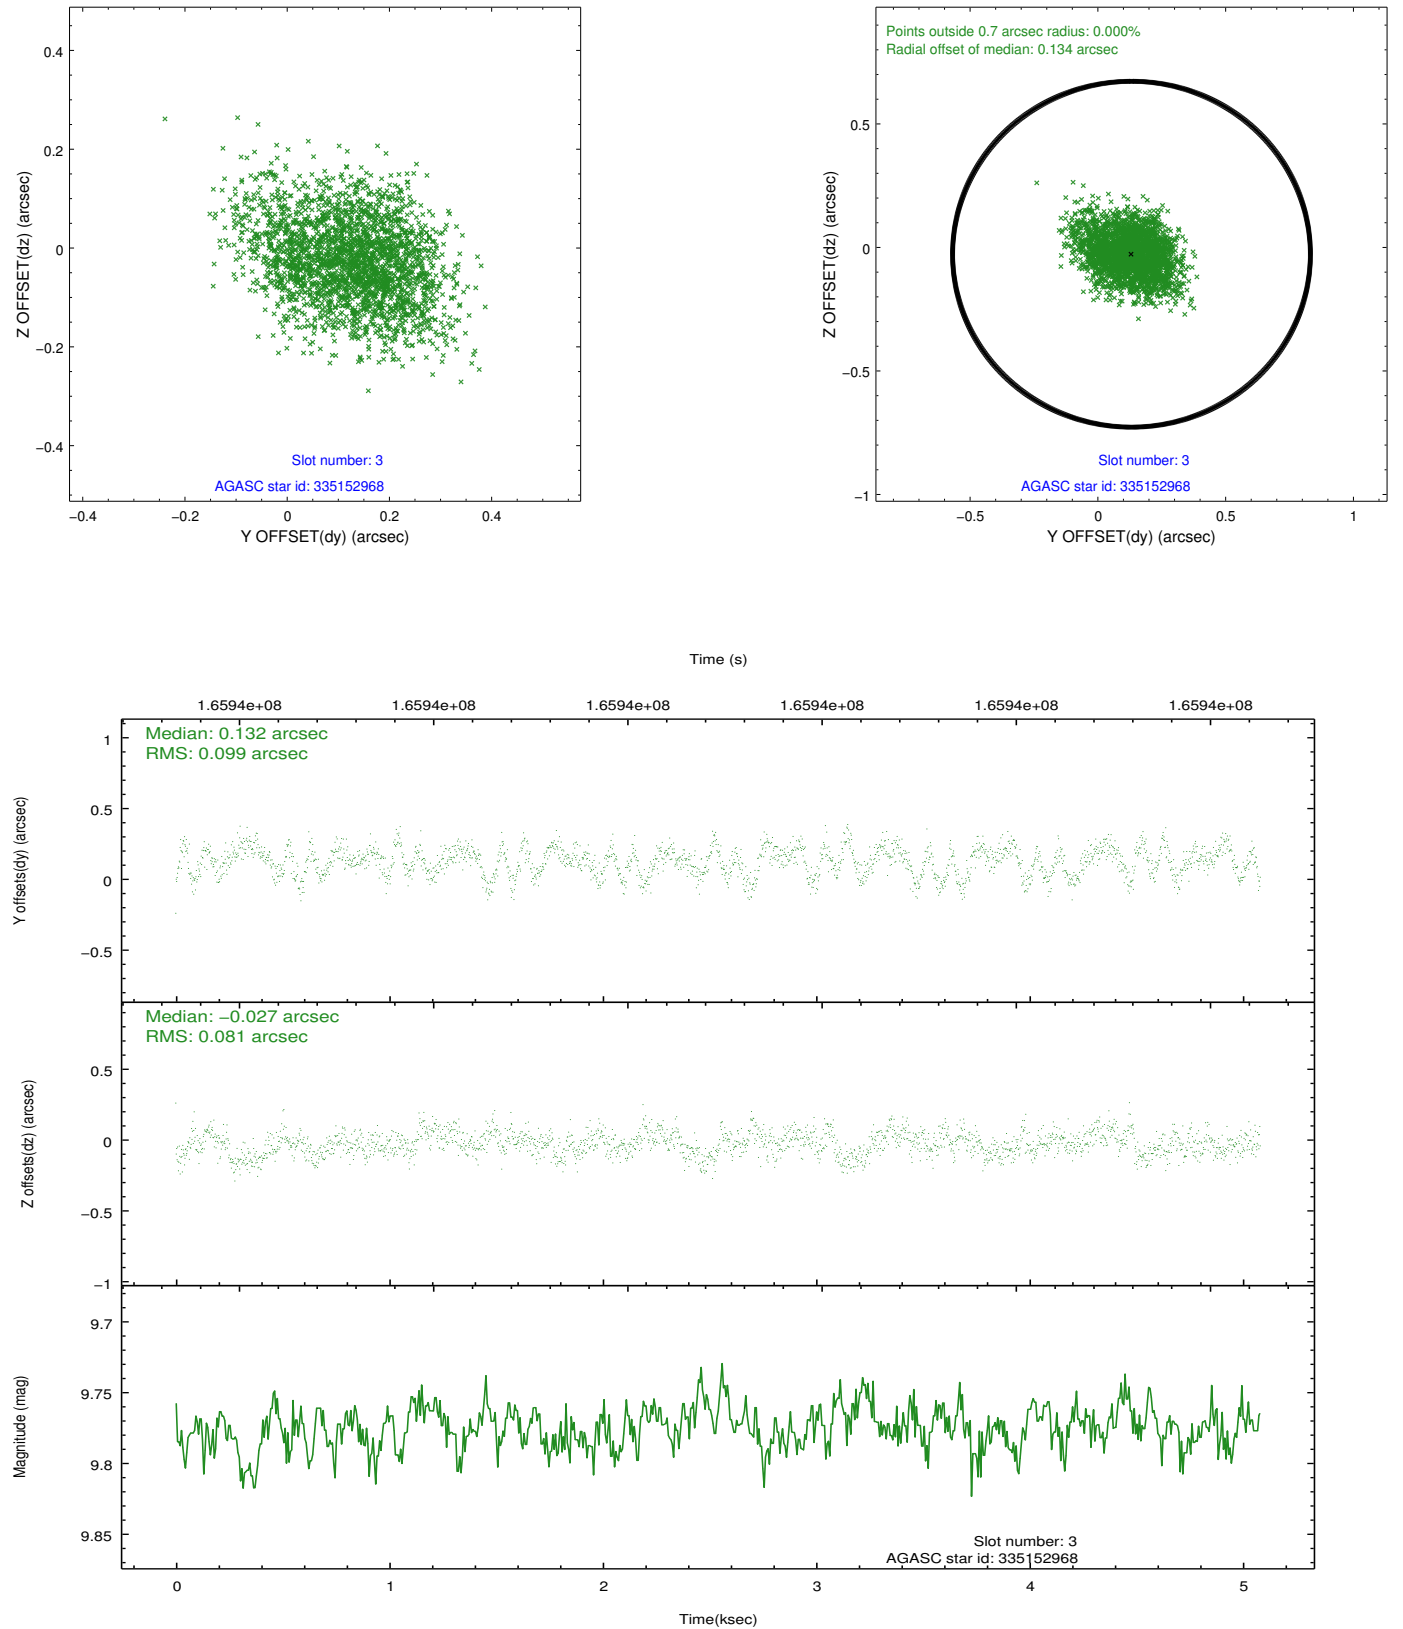 0.4
0.2
0
−0.2
−0.4
Z OFFSET(dz) (arcsec)
Slot number: 3
AGASC star id: 335152968
−0.4
−0.2
0
0.2
0.4
Y OFFSET(dy) (arcsec)
Points outside 0.7 arcsec radius: 0.000%
Radial offset of median: 0.134 arcsec
0.5
0
−0.5
−1
Z OFFSET(dz) (arcsec)
Slot number: 3
AGASC star id: 335152968
−0.5
0
0.5
1
Y OFFSET(dy) (arcsec)
Time (s)
1.6594e+08
1.6594e+08
1.6594e+08
1.6594e+08
1.6594e+08
1.6594e+08
Median: 0.132 arcsec
RMS: 0.099 arcsec
1
0.5
0
−0.5
Y offsets(dy) (arcsec)
Median: −0.027 arcsec
RMS: 0.081 arcsec
0.5
0
−0.5
−1
Z offsets(dz) (arcsec)
9.7
9.75
9.8
9.85
Magnitude (mag)
Slot number: 3
AGASC star id: 335152968
0
1
2
3
4
5
Time(ksec)